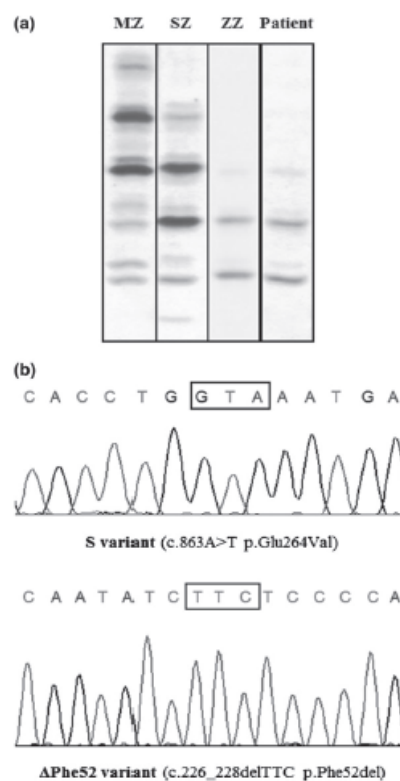 (a)
MZ SZ ZZ Patient
(b)
C A C C T G G T A A A T G A
S variant (c.863A>T p.Glu264Val)
C A A T A T C T T C T C C C C A
ΔPhe52 variant (c.226_228delTTC p.Phe52del)